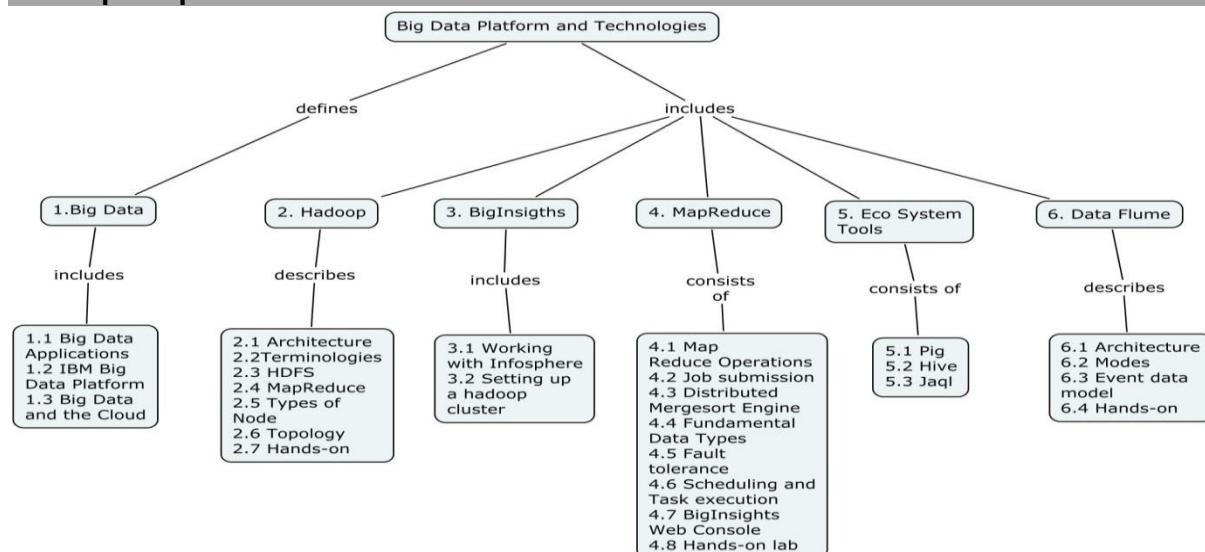 Big Data Platform and Technologies
defines
includes
1.Big Data
2. Hadoop
3. BigInsigths
4. MapReduce
5. Eco System
Tools
6. Data Flume
includes
describes
includes
consists
of
consists of
describes
1.1 Big Data
Applications
1.2 IBM Big
Data Platform
1.3 Big Data
and the Cloud
2.1 Architecture
2.2Terminologies
2.3 HDFS
2.4 MapReduce
2.5 Types of
Node
2.6 Topology
2.7 Hands-on
3.1 Working
with Infosphere
3.2 Setting up
a hadoop
cluster
4.1 Map
Reduce Operations
4.2 Job submission
4.3 Distributed
Mergesort Engine
4.4 Fundamental
Data Types
4.5 Fault
tolerance
4.6 Scheduling and
Task execution
4.7 BigInsights
Web Console
4.8 Hands-on lab
5.1 Pig
5.2 Hive
5.3 Jaql
6.1 Architecture
6.2 Modes
6.3 Event data
model
6.4 Hands-on